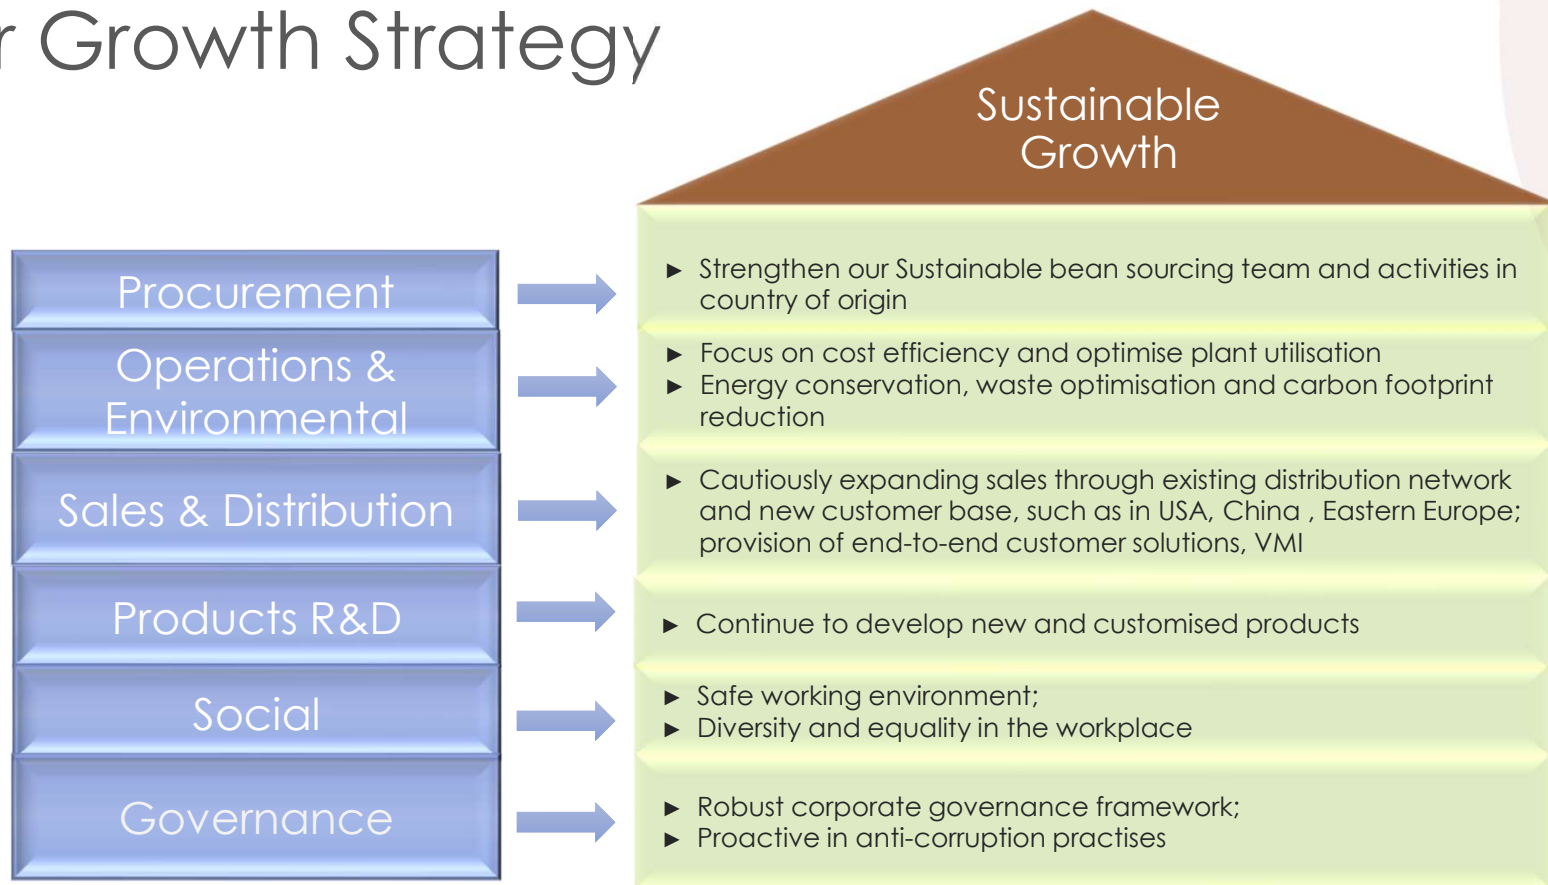 r Growth Strategy
Sustainable
Growth
Procurement
► Strengthen our Sustainable bean sourcing team and activities in
country of origin
Operations &
Environmental
► Focus on cost efficiency and optimise plant utilisation
► Energy conservation, waste optimisation and carbon footprint
reduction
Sales & Distribution
► Cautiously expanding sales through existing distribution network
and new customer base, such as in USA, China , Eastern Europe;
provision of end-to-end customer solutions, VMI
Products R&D
► Continue to develop new and customised products
Social
► Safe working environment;
► Diversity and equality in the workplace
Governance
► Robust corporate governance framework;
► Proactive in anti-corruption practises